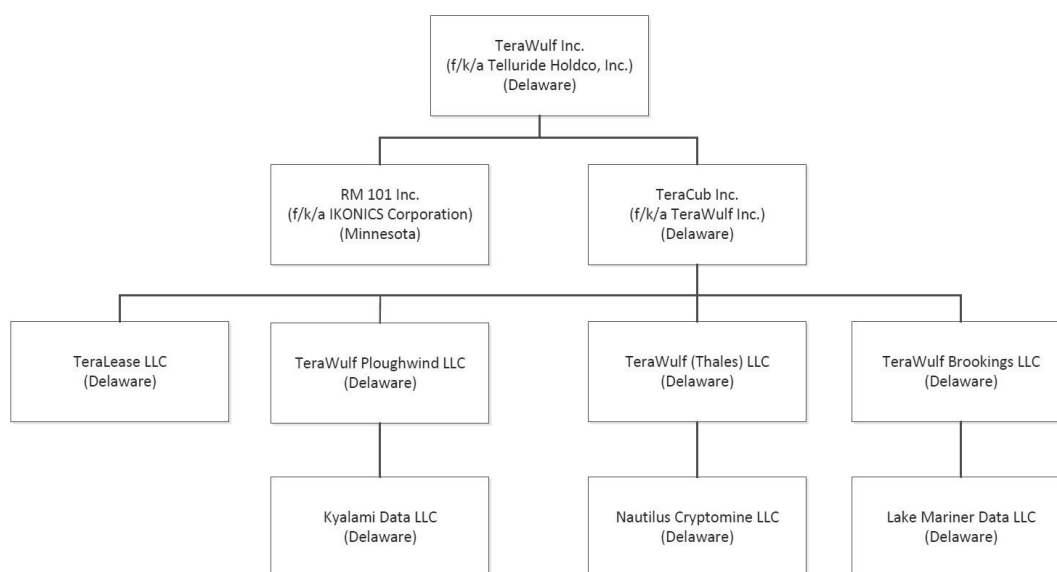 TeraWulf Inc.
(f/k/a Telluride Holdco, Inc.)
(Delaware)
RM 101 Inc.
(f/k/a IKONICS Corporation)
(Minnesota)
TeraCub Inc.
(f/k/a TeraWulf Inc.)
(Delaware)
TeraLease LLC
(Delaware)
TeraWulf Ploughwind LLC
(Delaware)
TeraWulf (Thales) LLC
(Delaware)
TeraWulf Brookings LLC
(Delaware)
Kyalami Data LLC
(Delaware)
Nautilus Cryptomine LLC
(Delaware)
Lake Mariner Data LLC
(Delaware)